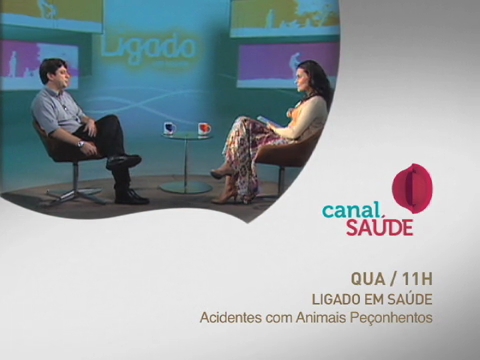 Ligado
canal
SAÚDE
QUA / 11H
LIGADO EM SAÚDE
Acidentes com Animais Peçonhentos